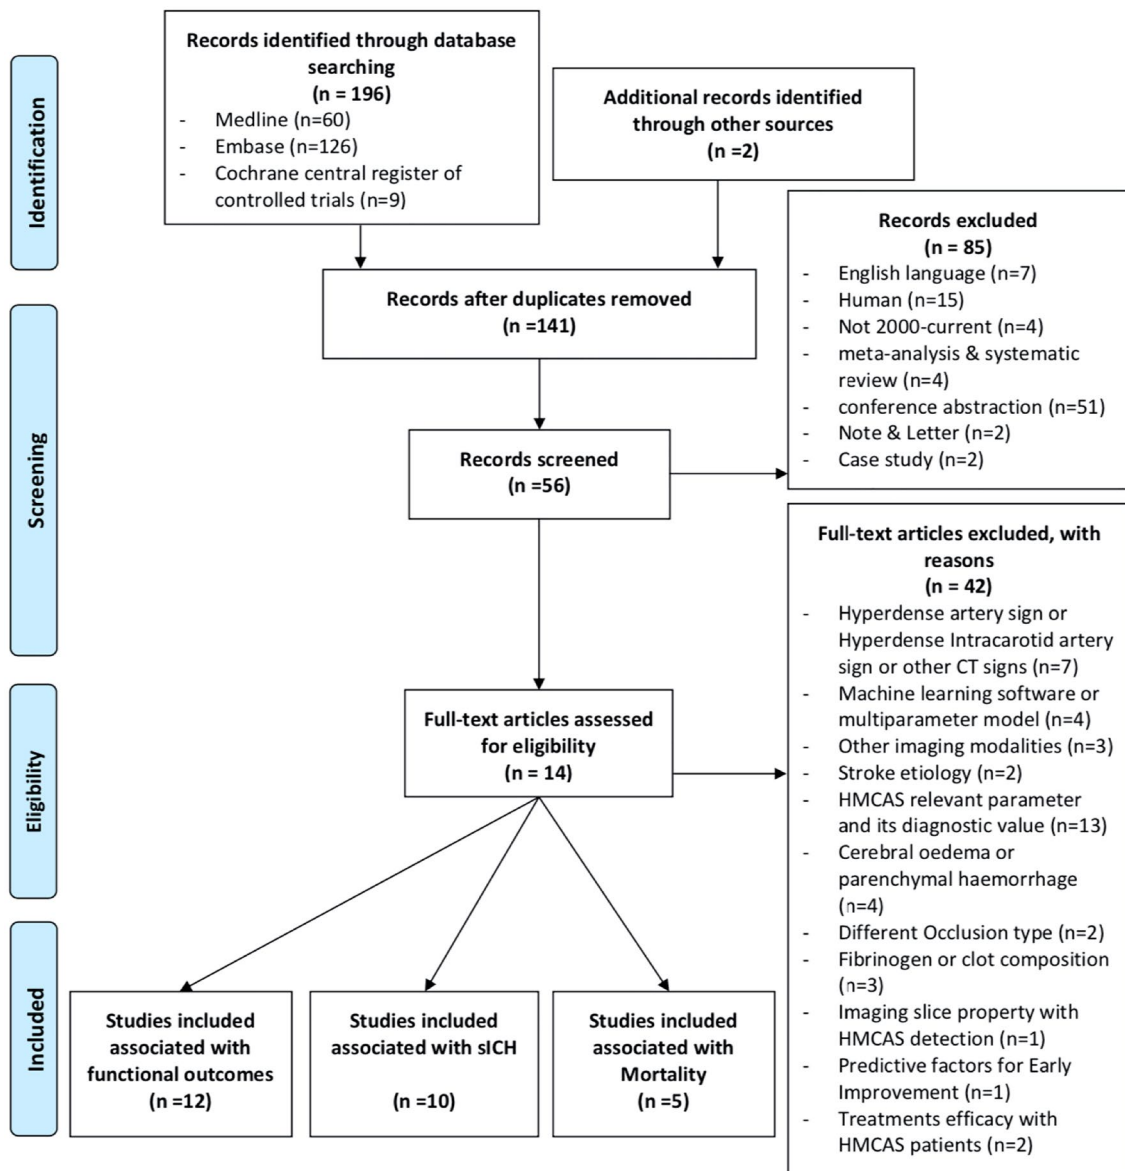 Identification
Records identified through database
searching
(n = 196)
- Medline (n=60)
- Embase (n=126)
- Cochrane central register of
controlled trials (n=9)
Additional records identified
through other sources
(n =2)
Records excluded
(n = 85)
- English language (n=7)
- Human (n=15)
- Not 2000-current (n=4)
- meta-analysis & systematic
review (n=4)
- conference abstraction (n=51)
- Note & Letter (n=2)
- Case study (n=2)
Screening
Records after duplicates removed
(n =141)
Records screened
(n =56)
Full-text articles excluded, with
reasons
(n = 42)
- Hyperdense artery sign or
Hyperdense Intracarotid artery
sign or other CT signs (n=7)
- Machine learning software or
multiparameter model (n=4)
- Other imaging modalities (n=3)
- Stroke etiology (n=2)
- HMCAS relevant parameter
and its diagnostic value (n=13)
- Cerebral oedema or
parenchymal haemorrhage
(n=4)
- Different Occlusion type (n=2)
- Fibrinogen or clot composition
(n=3)
- Imaging slice property with
HMCAS detection (n=1)
- Predictive factors for Early
Improvement (n=1)
- Treatments efficacy with
HMCAS patients (n=2)
Eligibility
Full-text articles assessed
for eligibility
(n = 14)
Included
Studies included
associated with
functional outcomes
(n =12)
Studies included
associated with sICH
(n =10)
Studies included
associated with
Mortality
(n =5)